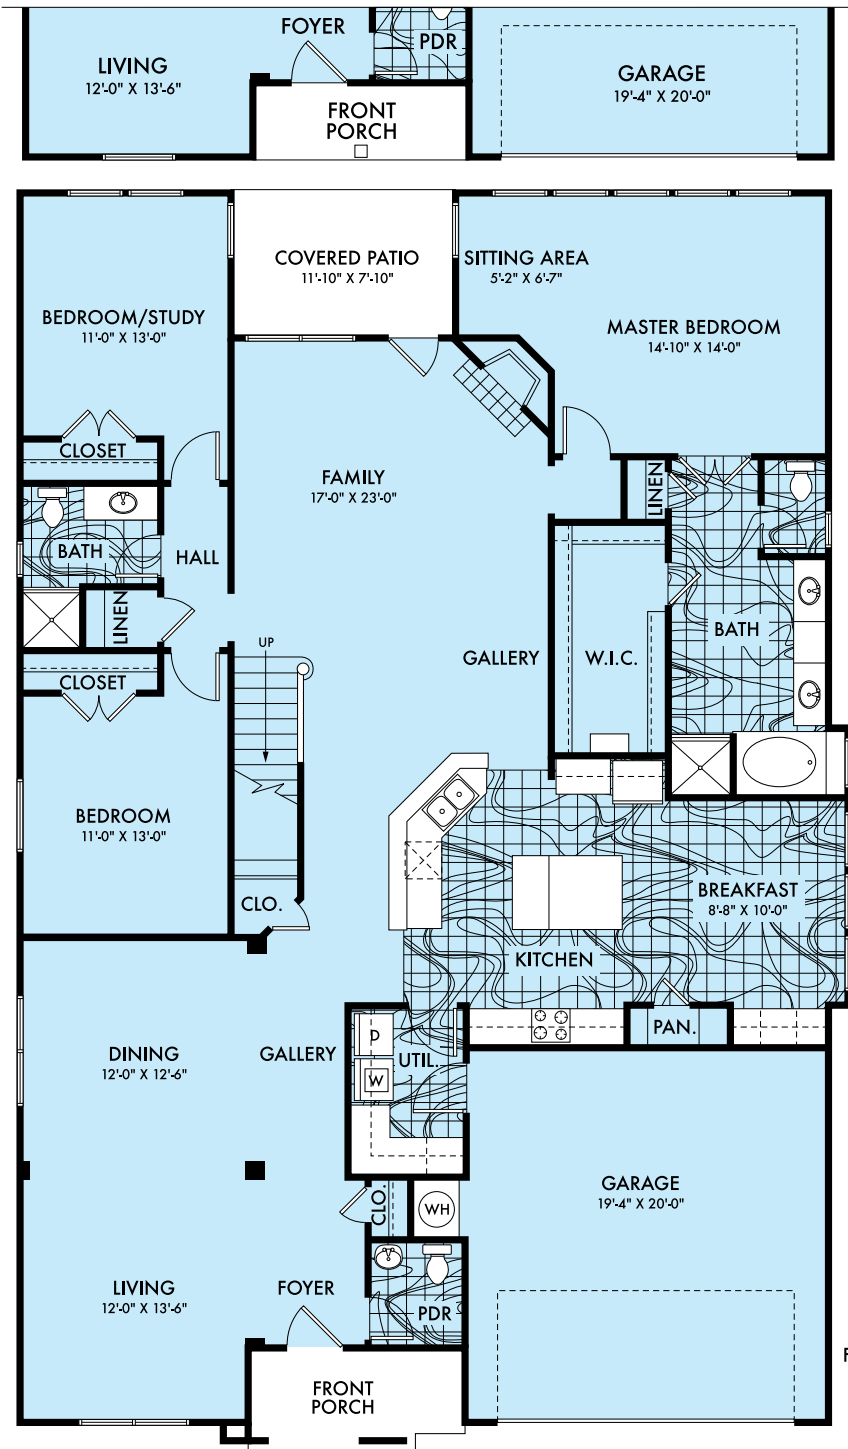 FOYER
PDR
LIVING
12'-0" X 13'-6"
GARAGE
19'-4" X 20'-0"
FRONT
PORCH
COVERED PATIO
11'-10" X 7'-10"
SITTING AREA
5'-2" X 6'-7"
BEDROOM/STUDY
11'-0" X 13'-0"
MASTER BEDROOM
14'-10" X 14'-0"
CLOSET
FAMILY
17'-0" X 23'-0"
LINEN
BATH
HALL
LINEN
UP
BATH
GALLERY
W.I.C.
CLOSET
BEDROOM
11'-0" X 13'-0"
BREAKFAST
8'-8" X 10'-0"
CLO.
KITCHEN
PAN.
DINING
12'-0" X 12'-6"
GALLERY
D
UTIL.
W
GARAGE
19'-4" X 20'-0"
CLO.
WH
LIVING
12'-0" X 13'-6"
FOYER
PDR
F
FRONT
PORCH